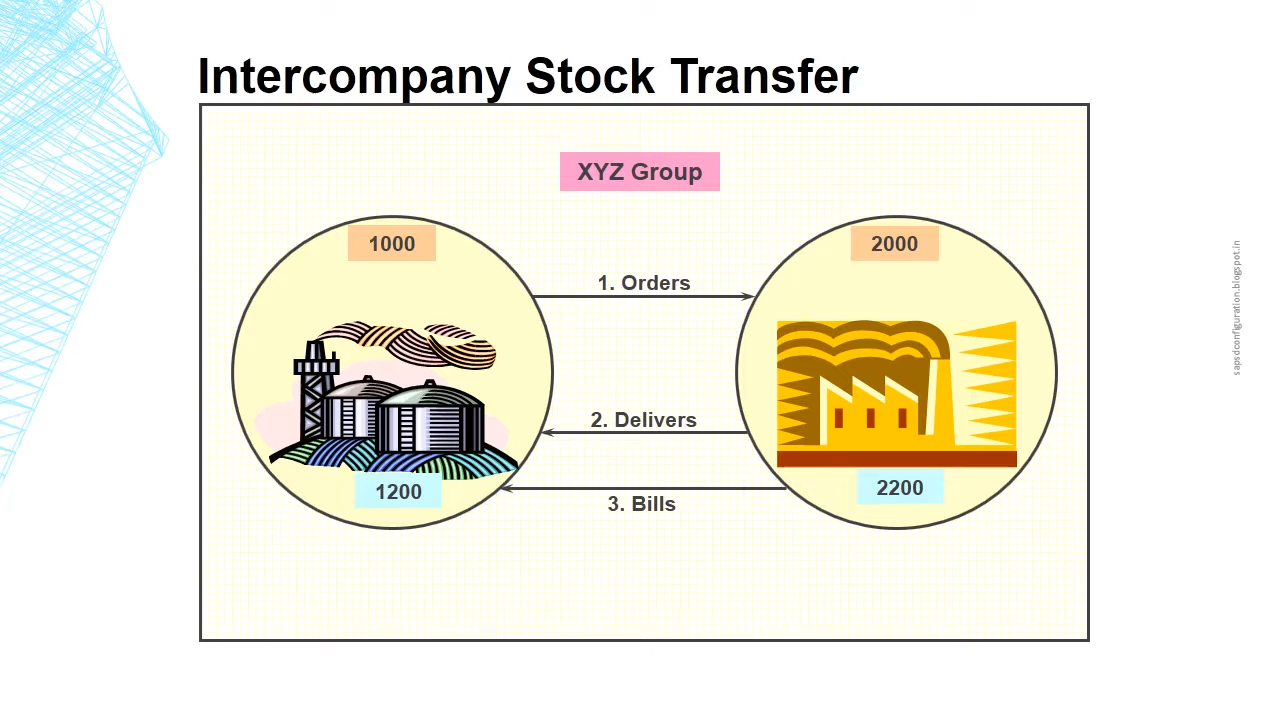 Intercompany Stock Transfer
XYZ Group
1000
2000
1. Orders
2. Delivers
1200
2200
3. Bills
sapsdconfiguration.blogspot.in